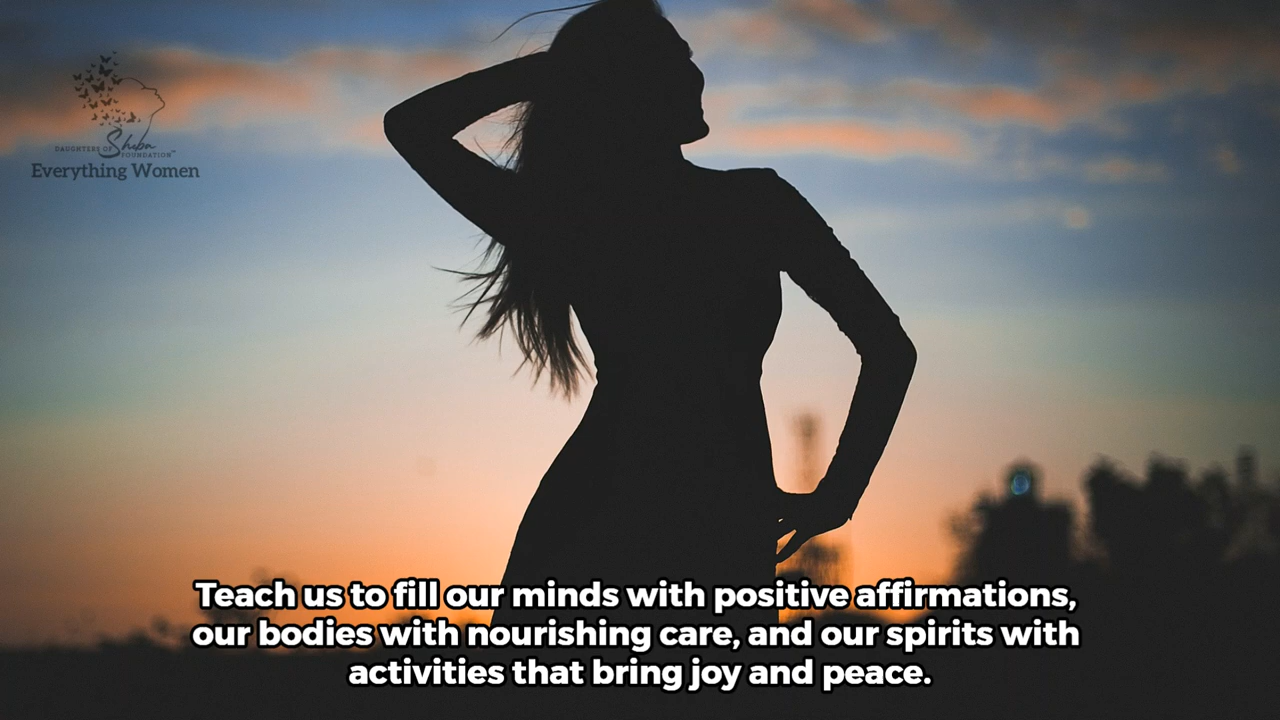 DAUGHTERS OF Sheba
FOUNDATION™
Everything Women
Teach us to fill our minds with positive affirmations,
our bodies with nourishing care, and our spirits with
activities that bring joy and peace.